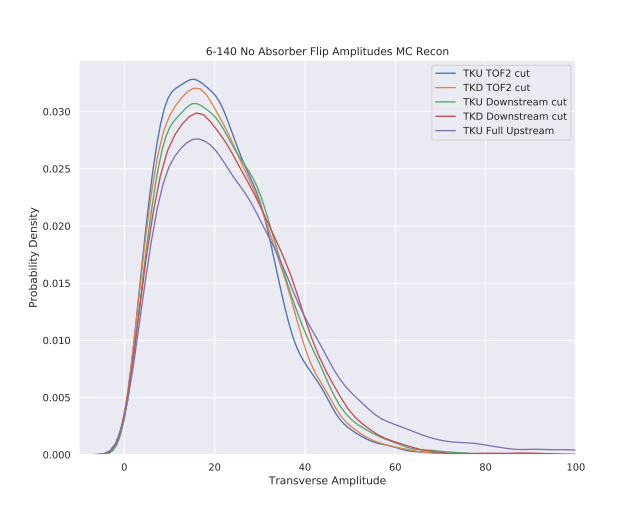 6-140 No Absorber Flip Amplitudes MC Recon
TKU TOF2 cut
TKD TOF2 cut
TKU Downstream cut
TKD Downstream cut
TKU Full Upstream
Probability Density
0.030
0.025
0.020
0.015
0.010
0.005
0.000
0 20 40 60 80 100
Transverse Amplitude